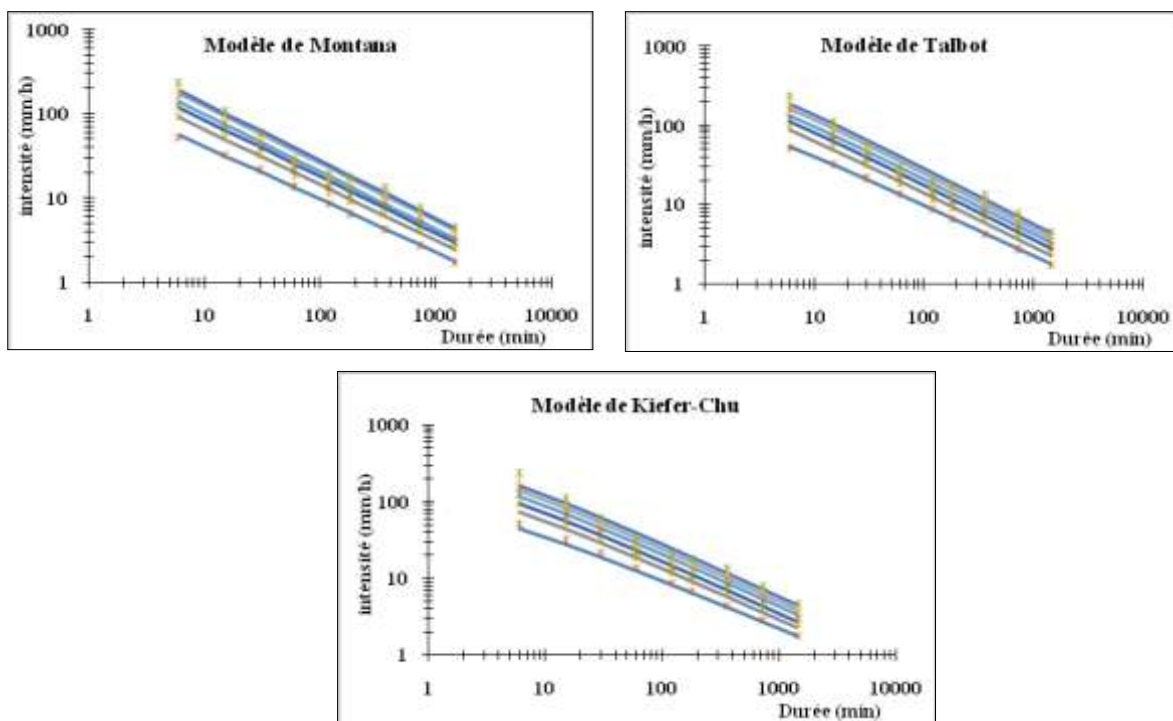 Modèle de Montana
intensité (mm/h)
1000
100
10
1
1 10 100 1000 10000
Durée (min)
Modèle de Talbot
intensité (mm/h)
1000
100
10
1
1 10 100 1000 10000
Durée (min)
Modèle de Kiefer-Chu
intensité (mm/h)
1000
100
10
1
1 10 100 1000 10000
Durée (min)